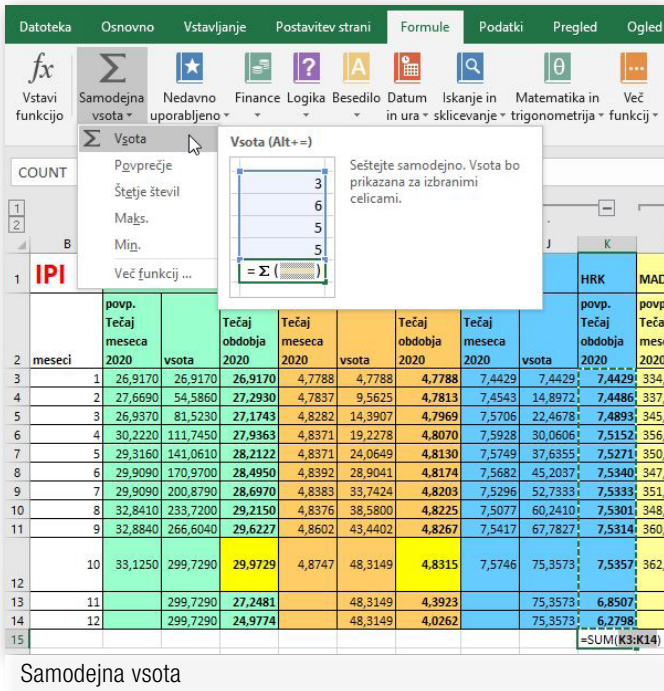 Datoteka Osnovno Vstavljanje Postavitev strani Formule Podatki Pregled Ogled
fx Σ ? A θ
Vstavi funkcijo
Samodejna vsota
Nedavno uporabljeno
Finance
Logika
Besedilo
Datum in ura
Iskanje in sklicevanje
Matematika in trigonometrija
Več funkcij
Σ Vsota
Povprečje
Štetje števil
Maks.
Min.
Več funkcij ...
Vsota (Alt+=)
3
6
5
5
= Σ ( )
Seštejte samodejno. Vsota bo
prikazana za izbranimi
celicami.
COUNT
1
2
B J K
1 IPI HRK MAD
povp. povp. povp.
Tečaj Tečaj Tečaj Tečaj Tečaj Tečaj Tečaj
meseca obdobja meseca obdobja meseca obdobja mese
2 meseci 2020 vsota 2020 2020 vsota 2020 2020 vsota 2020 2020
3 1 26,9170 26,9170 26,9170 4,7788 4,7788 4,7788 7,4429 7,4429 7,4429 334,
4 2 27,6690 54,5860 27,2930 4,7837 9,5625 4,7813 7,4543 14,8972 7,4486 337,
5 3 26,9370 81,5230 27,1743 4,8282 14,3907 4,7969 7,5706 22,4678 7,4893 345,
6 4 30,2220 111,7450 27,9363 4,8371 19,2278 4,8070 7,5928 30,0606 7,5152 356,
7 5 29,3160 141,0610 28,2122 4,8371 24,0649 4,8130 7,5749 37,6355 7,5271 350,
8 6 29,9090 170,9700 28,4950 4,8392 28,9041 4,8174 7,5682 45,2037 7,5340 347,
9 7 29,9090 200,8790 28,6970 4,8383 33,7424 4,8203 7,5296 52,7333 7,5333 351,
10 8 32,8410 233,7200 29,2150 4,8376 38,5800 4,8225 7,5077 60,2410 7,5301 348,
11 9 32,8840 266,6040 29,6227 4,8602 43,4402 4,8267 7,5417 67,7827 7,5314 360,
12 10 33,1250 299,7290 29,9729 4,8747 48,3149 4,8315 7,5746 75,3573 7,5357 362,
13 11 299,7290 27,2481 48,3149 4,3923 75,3573 6,8507
14 12 299,7290 24,9774 48,3149 4,0262 75,3573 6,2798
15 =SUM(K3:K14)
Samodejna vsota